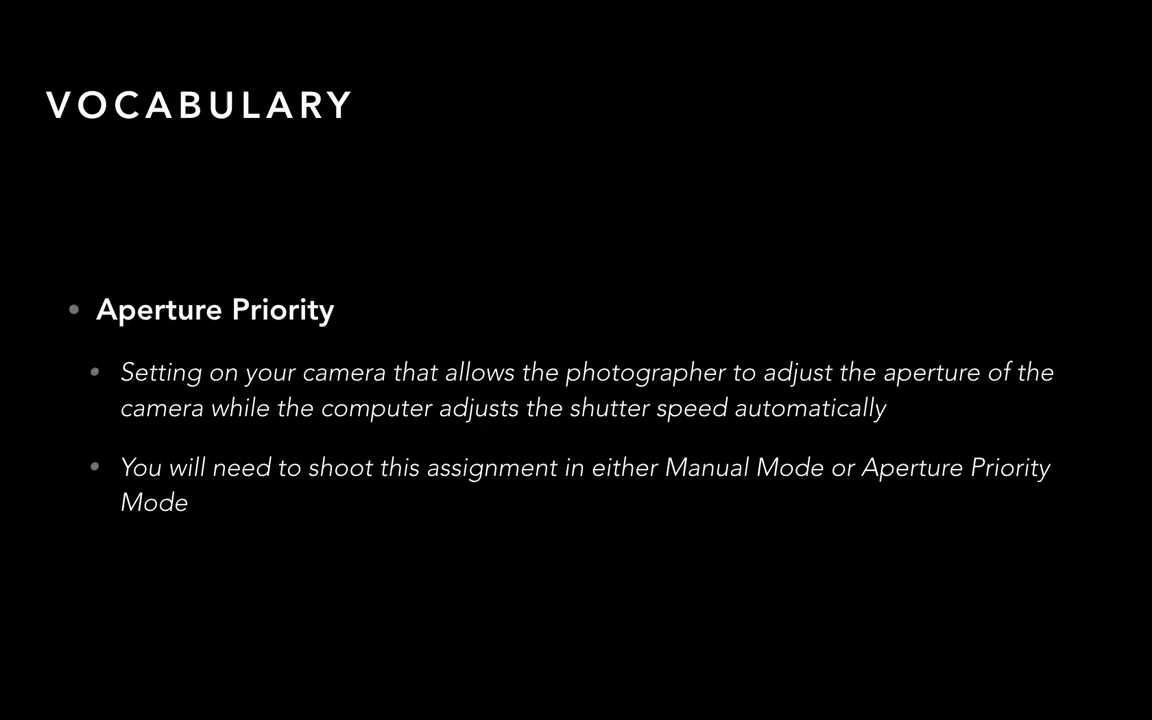 VOCABULARY
• Aperture Priority
• Setting on your camera that allows the photographer to adjust the aperture of the
camera while the computer adjusts the shutter speed automatically
• You will need to shoot this assignment in either Manual Mode or Aperture Priority
Mode